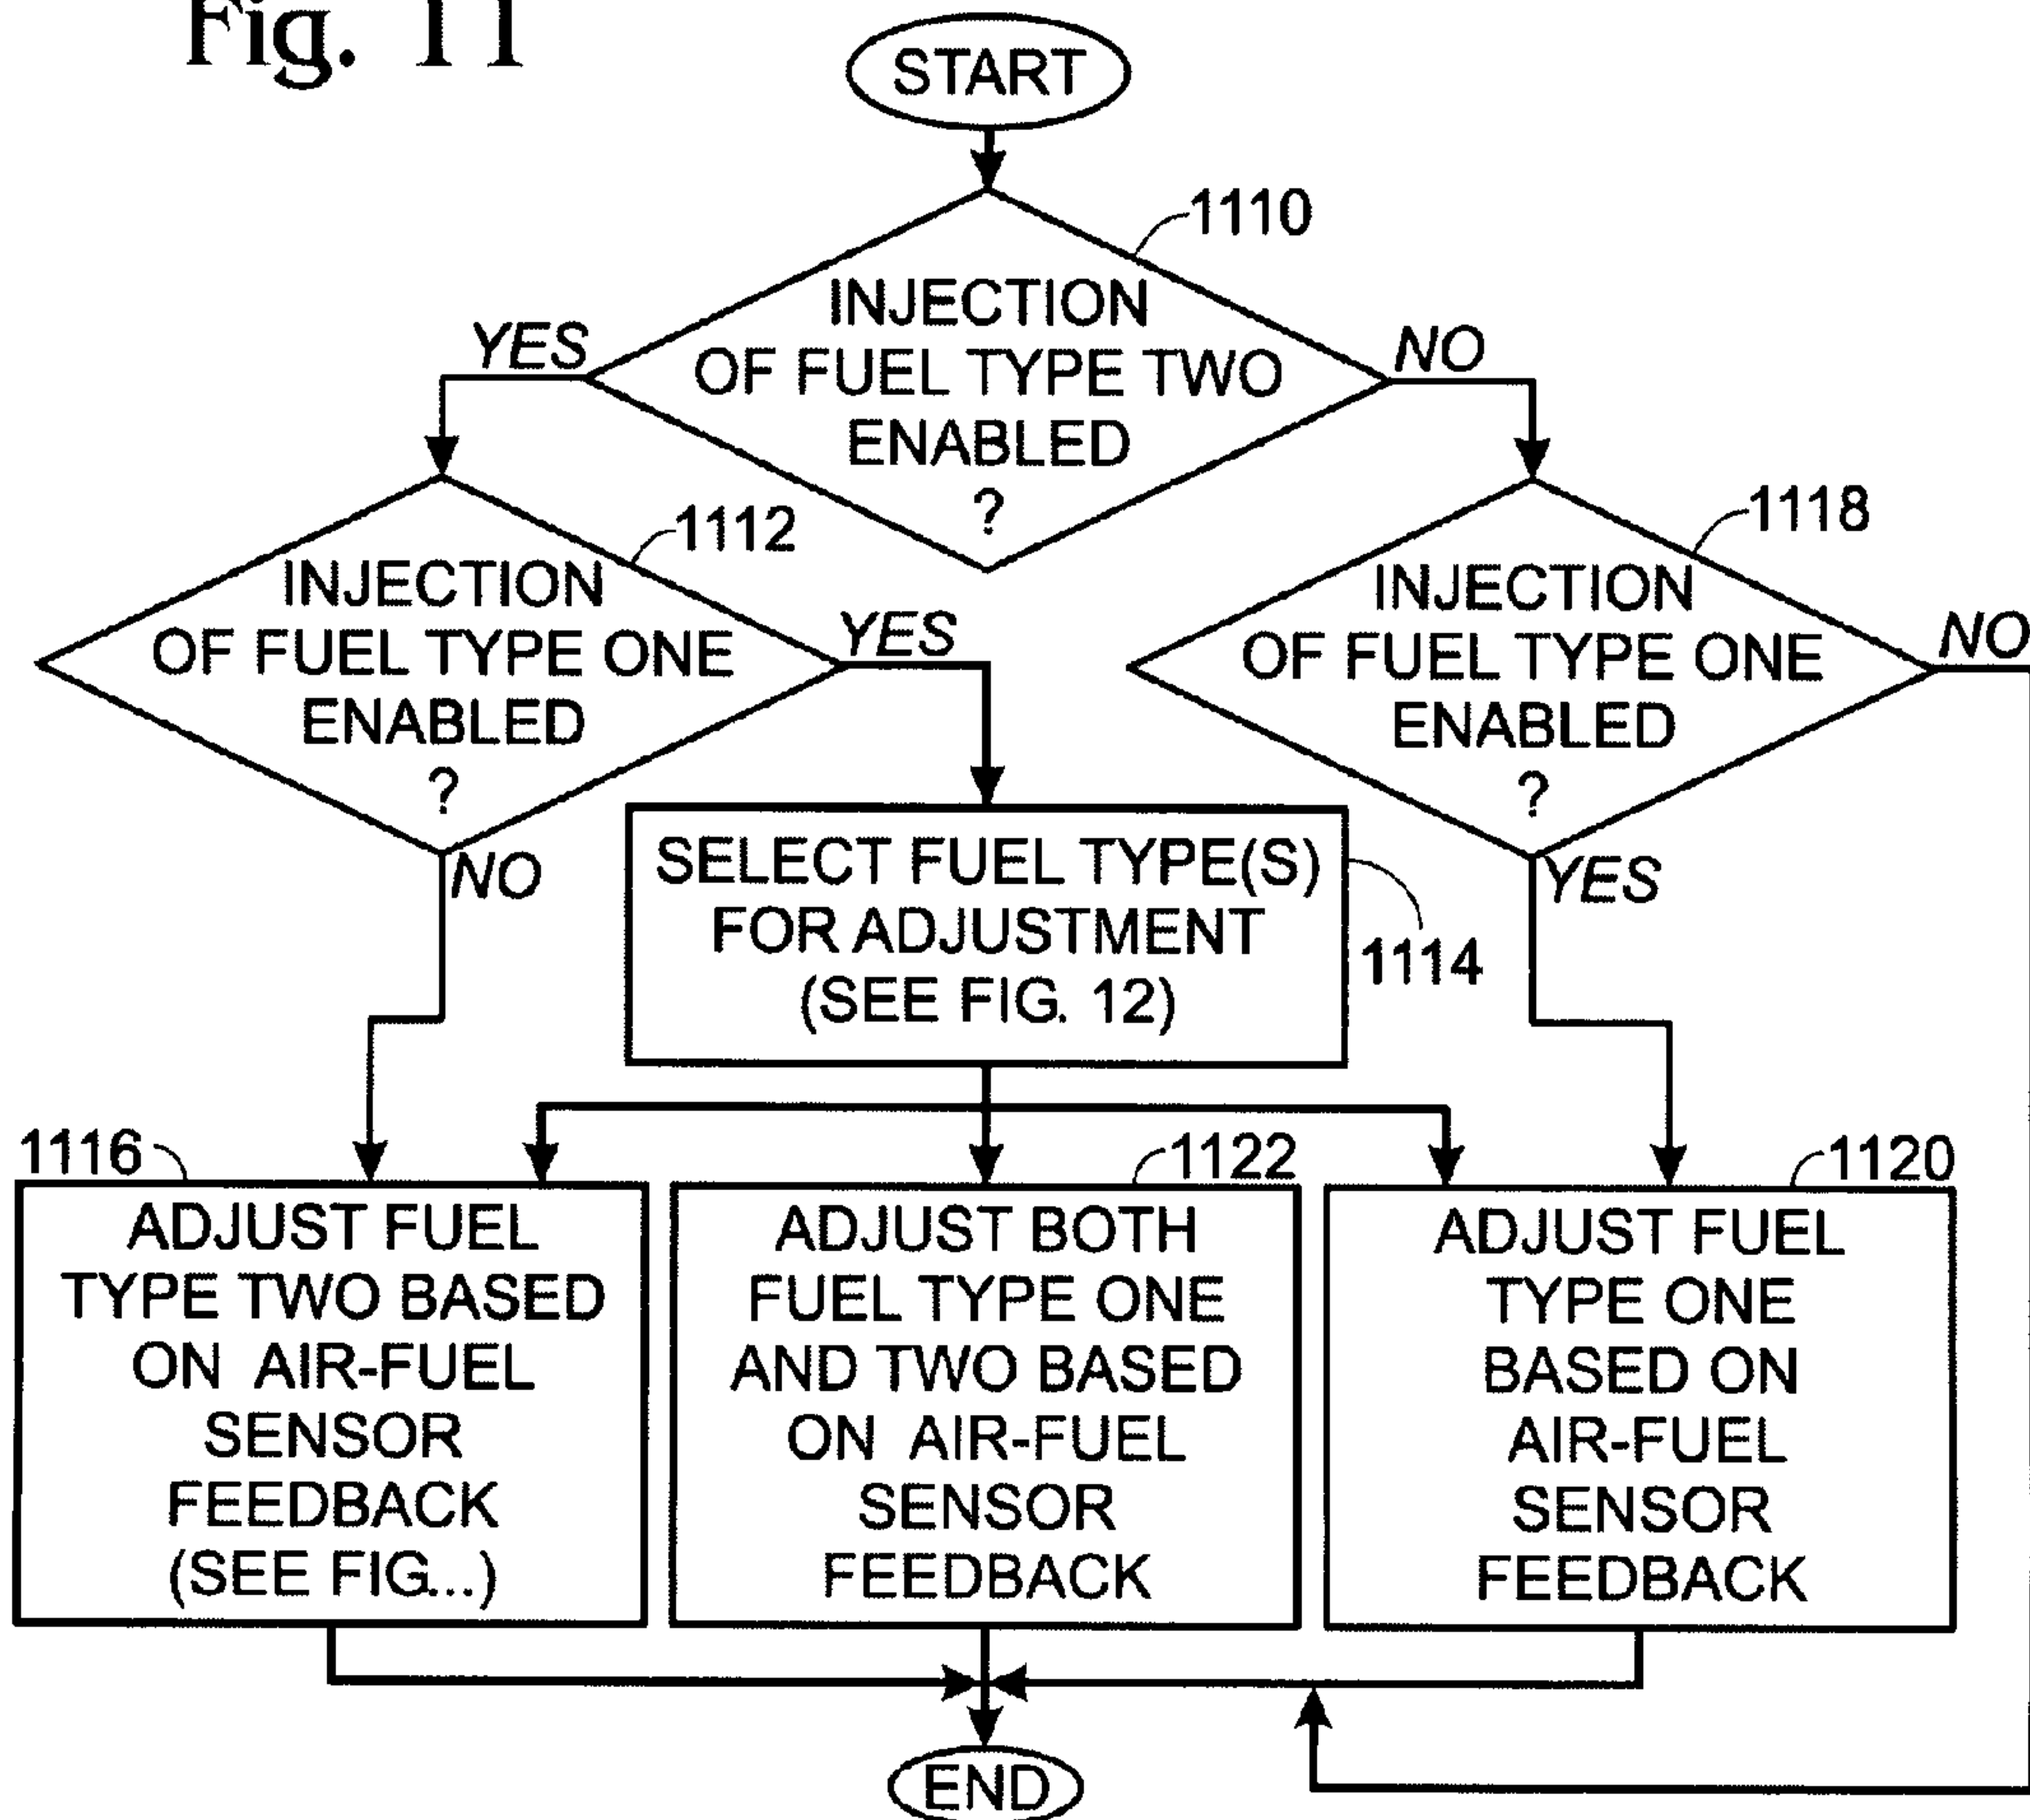 Fig. 11
START
1110
INJECTION
OF FUEL TYPE TWO
ENABLED
?
YES
NO
1112
INJECTION
OF FUEL TYPE ONE
ENABLED
?
YES
NO
1118
INJECTION
OF FUEL TYPE ONE
ENABLED
?
NO
YES
SELECT FUEL TYPE(S)
FOR ADJUSTMENT
(SEE FIG. 12)
1114
1116
ADJUST FUEL
TYPE TWO BASED
ON AIR-FUEL
SENSOR
FEEDBACK
(SEE FIG...)
1122
ADJUST BOTH
FUEL TYPE ONE
AND TWO BASED
ON AIR-FUEL
SENSOR
FEEDBACK
1120
ADJUST FUEL
TYPE ONE
BASED ON
AIR-FUEL
SENSOR
FEEDBACK
END